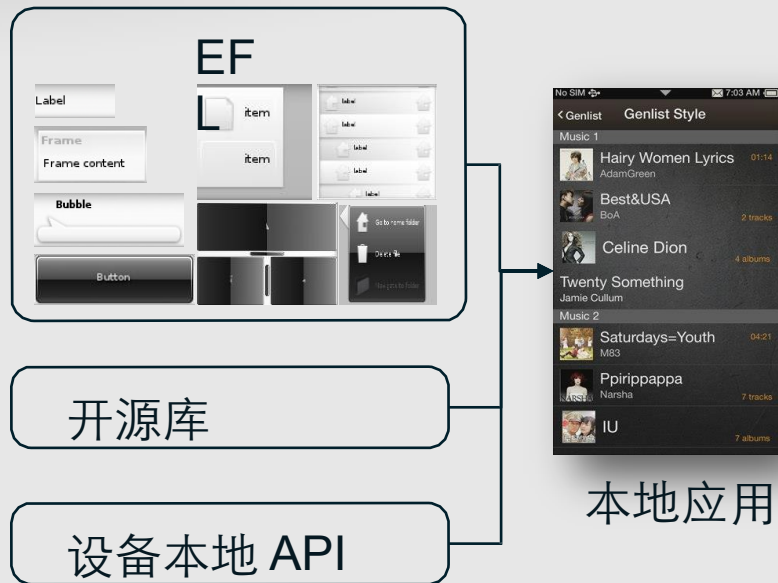 EF
L
Label
Frame
Frame content
Bubble
Button
item
item
label
label
label
label
label
Go to home folder
Delete file
开源库
设备本地 API
No SIM 7:03 AM
Genlist Genlist Style
Music 1
Hairy Women Lyrics 01:14
AdamGreen
Best&USA
BoA 2 tracks
Celine Dion
4 albums
Twenty Something
Jamie Cullum
Music 2
Saturdays=Youth 04:21
M83
Ppirippappa
Narsha 7 tracks
IU
7 albums
本地应用